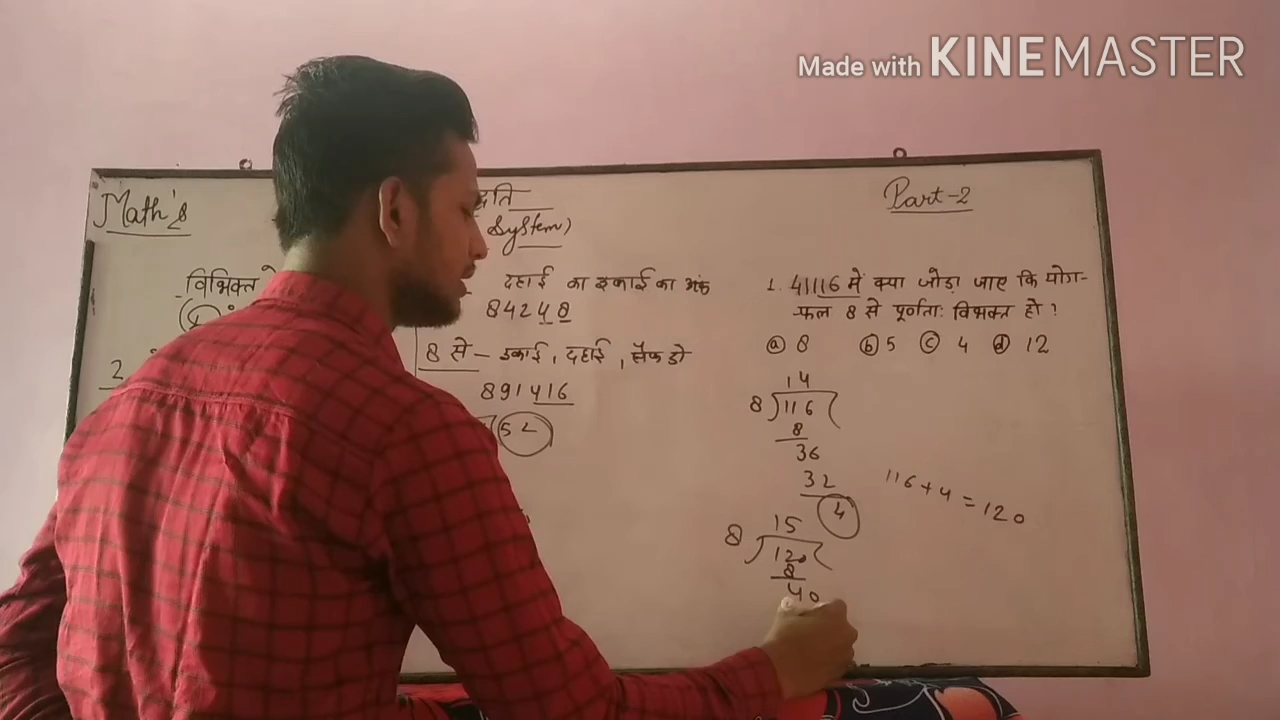 Made with KINEMASTER
Math's
द्धति
System)
Part-2
विभिक्त
दहाई का इकाई का अंक
84248
8 से - इकाई, दहाई, सैकडो
891416
52
2
1. 41116 में क्या जोडा जाए कि योग-
फल 8 से पूर्णता: विभक्त हो ?
(a) 8 (b) 5 (c) 4 (d) 12
14
8 116
8
36
32
4
116+4=120
15
8 120
8
40